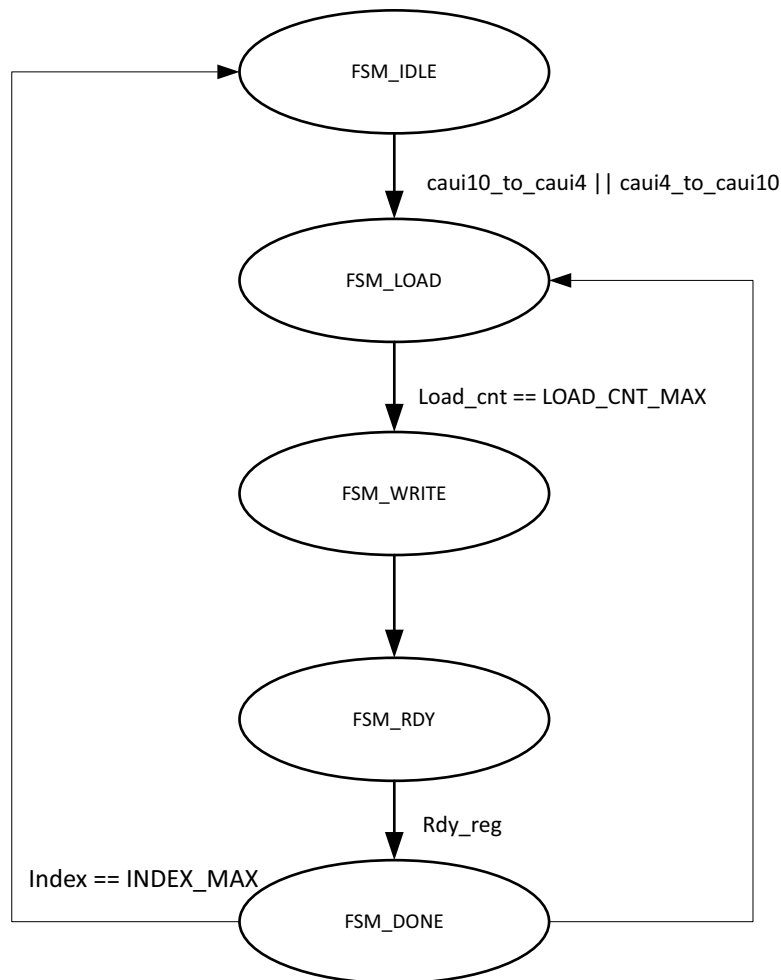 FSM_IDLE
caui10_to_caui4 || caui4_to_caui10
FSM_LOAD
Load_cnt == LOAD_CNT_MAX
FSM_WRITE
FSM_RDY
Rdy_reg
Index == INDEX_MAX
FSM_DONE